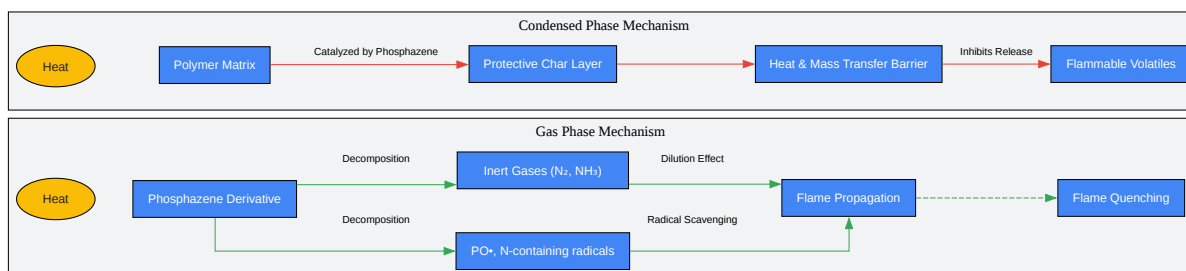 Condensed Phase Mechanism
Heat
Polymer Matrix
Catalyzed by Phosphazene
Protective Char Layer
Heat & Mass Transfer Barrier
Inhibits Release
Flammable Volatiles
Gas Phase Mechanism
Heat
Phosphazene Derivative
Decomposition
Inert Gases (N₂, NH₃)
Dilution Effect
Decomposition
PO•, N-containing radicals
Radical Scavenging
Flame Propagation
Flame Quenching